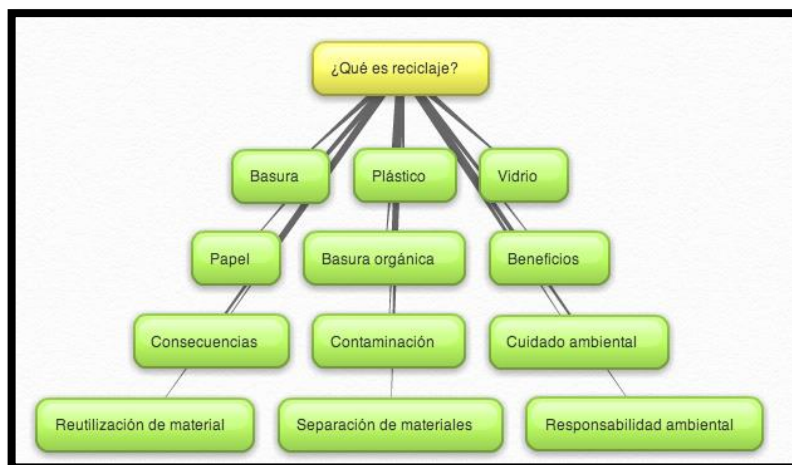 ¿Qué es reciclaje?
Basura
Plástico
Vidrio
Papel
Basura orgánica
Beneficios
Consecuencias
Contaminación
Cuidado ambiental
Reutilización de material
Separación de materiales
Responsabilidad ambiental